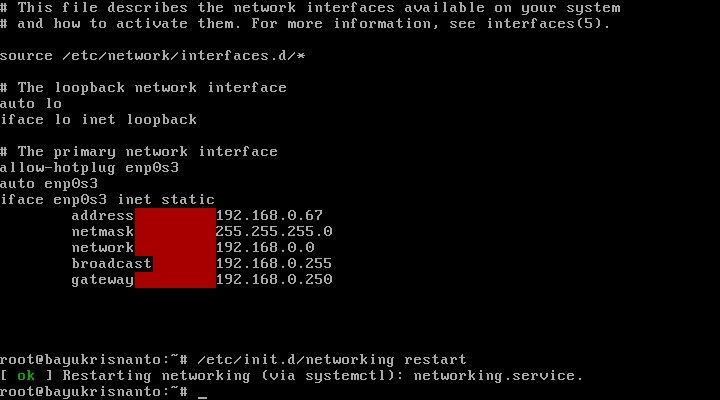 # This file describes the network interfaces available on your system
# and how to activate them. For more information, see interfaces(5).
source /etc/network/interfaces.d/*
# The loopback network interface
auto lo
iface lo inet loopback
# The primary network interface
allow-hotplug enp0s3
auto enp0s3
iface enp0s3 inet static
address 192.168.0.67
netmask 255.255.255.0
network 192.168.0.0
broadcast 192.168.0.255
gateway 192.168.0.250
root@bayukrisnanto:~# /etc/init.d/networking restart
[ ok ] Restarting networking (via systemctl): networking.service.
root@bayukrisnanto:~# _